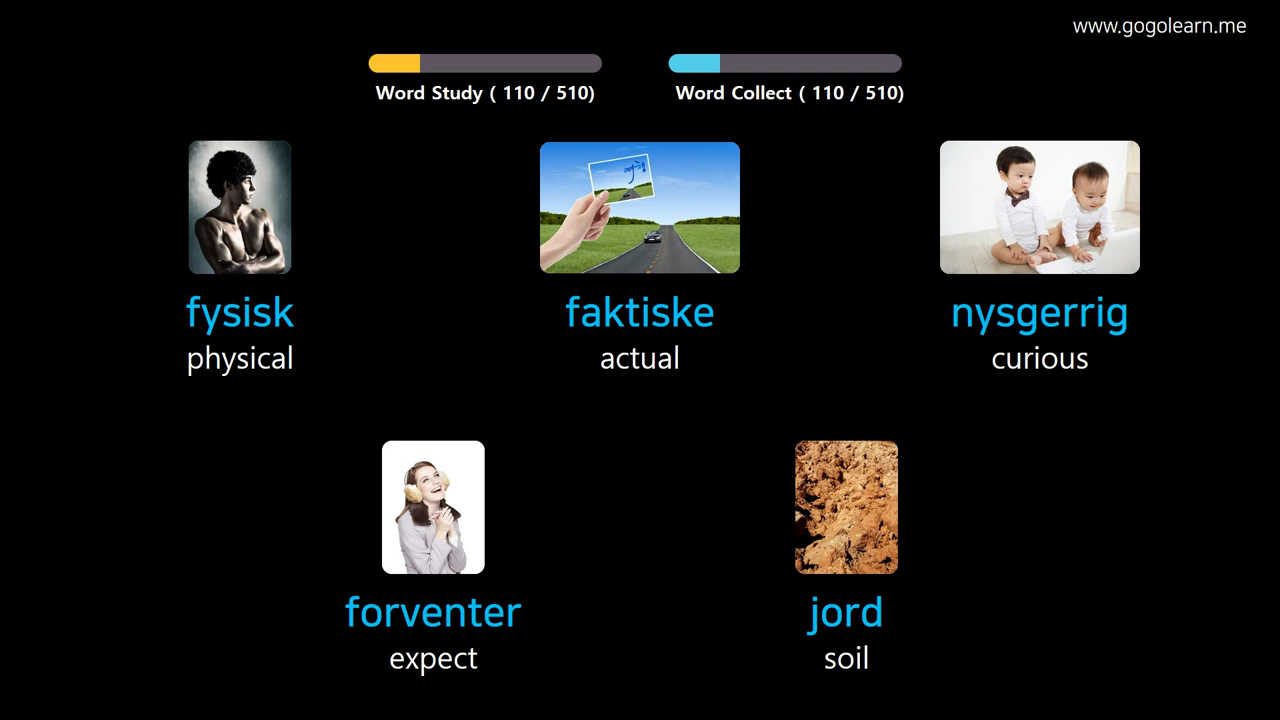 www.gogolearn.me
Word Study ( 110 / 510)
Word Collect ( 110 / 510)
fysisk
physical
faktiske
actual
nysgerrig
curious
forventer
expect
jord
soil